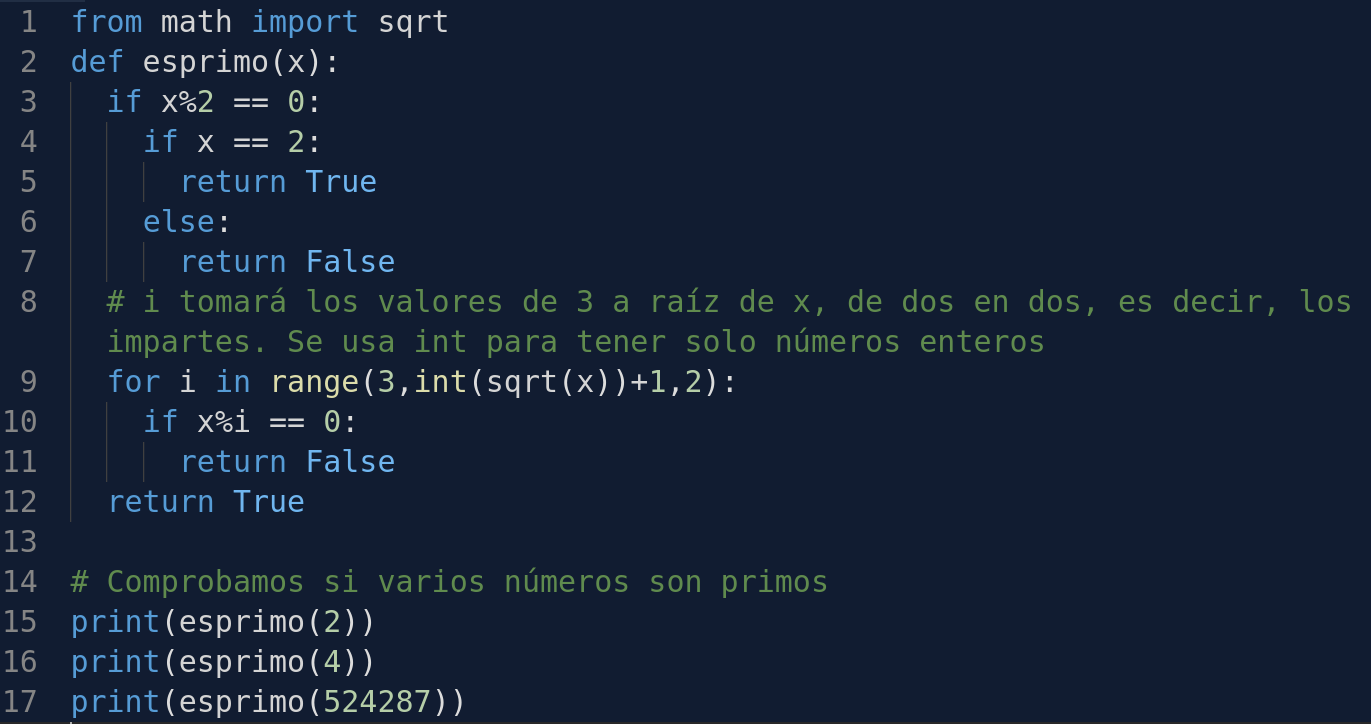 1 from math import sqrt
2 def esprimo(x):
3   if x%2 == 0:
4     if x == 2:
5       return True
6     else:
7       return False
8   # i tomará los valores de 3 a raíz de x, de dos en dos, es decir, los
  impartes. Se usa int para tener solo números enteros
9   for i in range(3,int(sqrt(x))+1,2):
10     if x%i == 0:
11       return False
12   return True
13
14 # Comprobamos si varios números son primos
15 print(esprimo(2))
16 print(esprimo(4))
17 print(esprimo(524287))